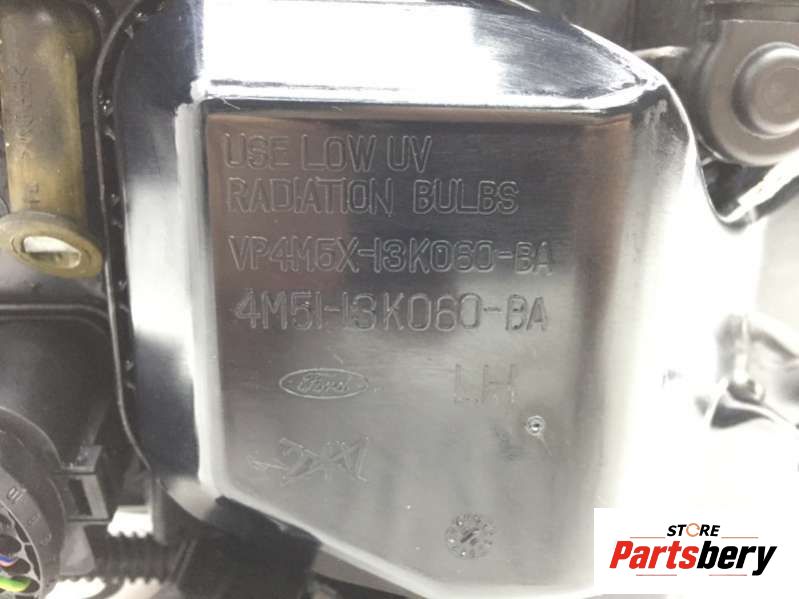 USE LOW UV
RADIATION BULBS
VP4M5X-13K060-BA
4M51-13K060-BA
Ford
LH
STORE
Partsbery